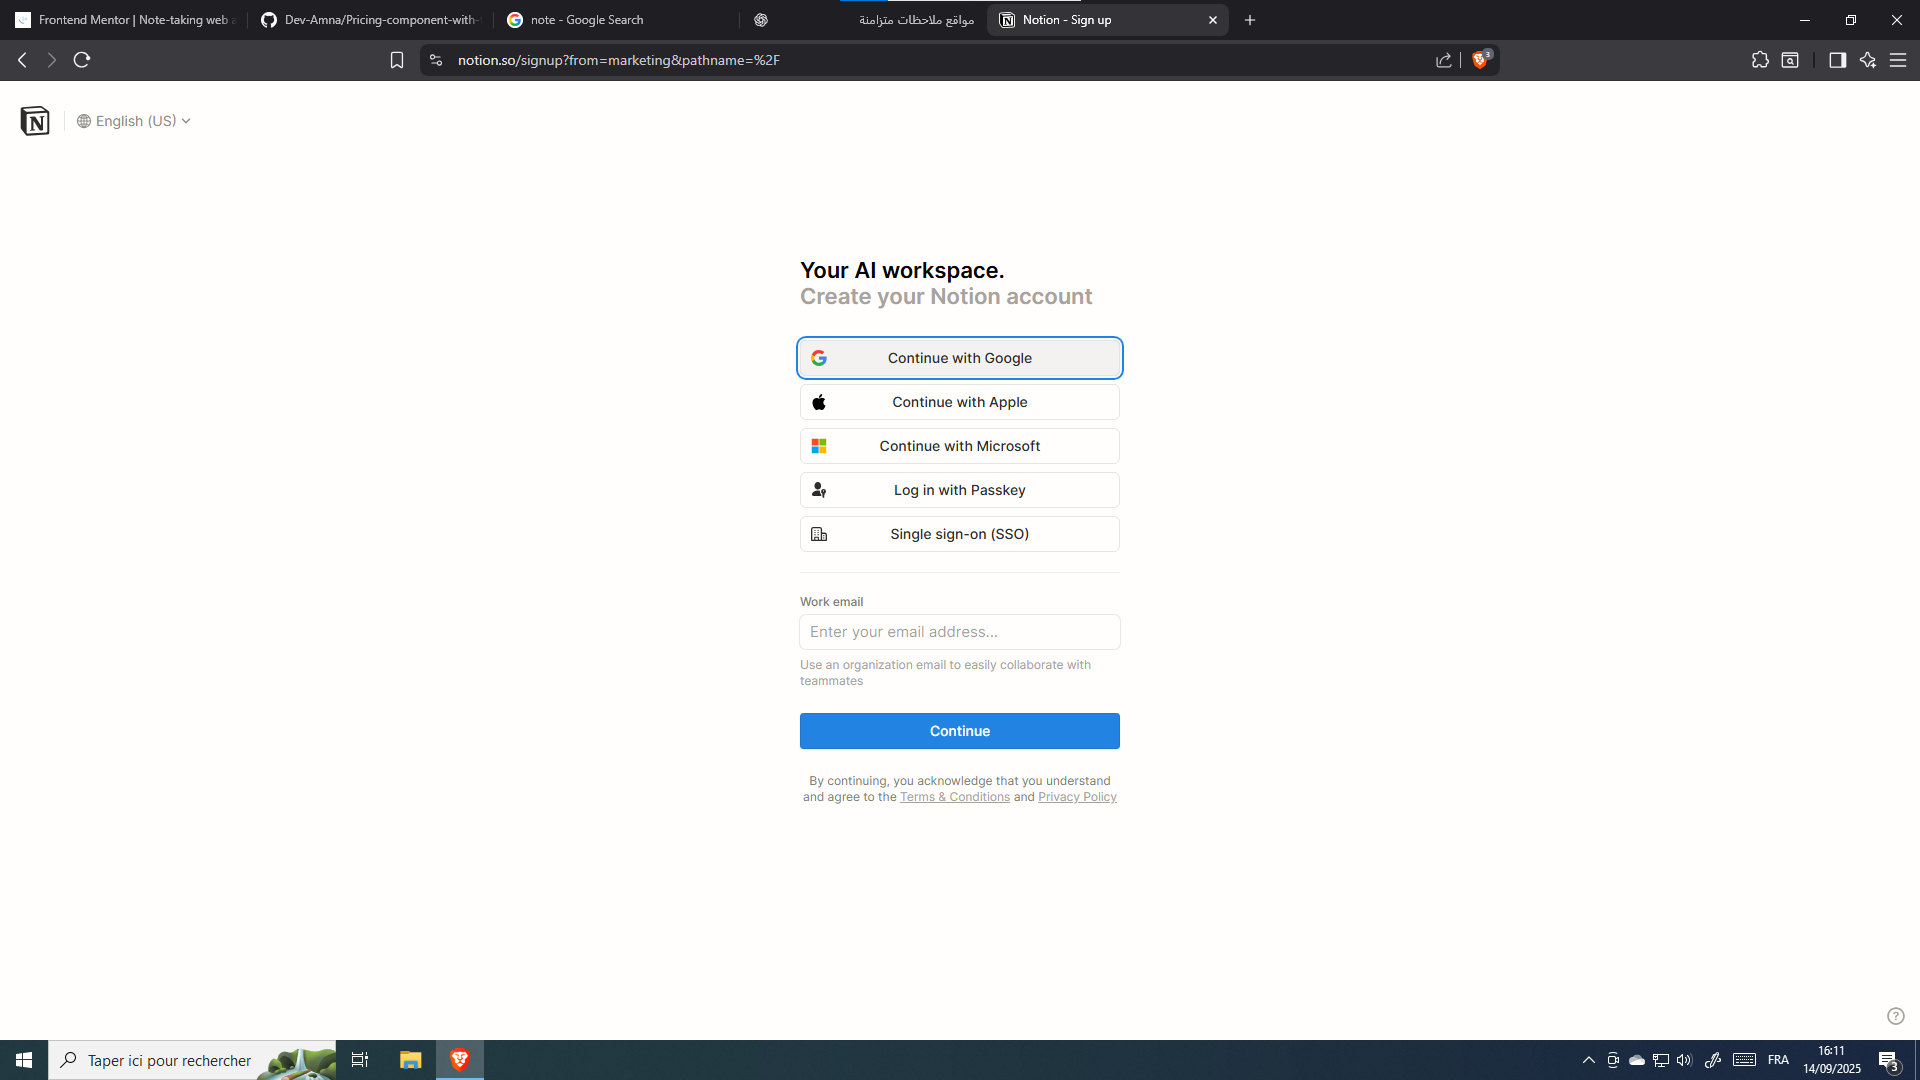 Frontend Mentor | Note-taking web a
Dev-Amna/Pricing-component-with-
note - Google Search
مواقع ملاحظات متزامنة
Notion - Sign up
notion.so/signup?from=marketing&pathname=%2F
3
N
English (US)
Your AI workspace.
Create your Notion account
Continue with Google
Continue with Apple
Continue with Microsoft
Log in with Passkey
Single sign-on (SSO)
Work email
Enter your email address...
Use an organization email to easily collaborate with
teammates
Continue
By continuing, you acknowledge that you understand
and agree to the Terms & Conditions and Privacy Policy
?
Taper ici pour rechercher
FRA
16:11
14/09/2025
3